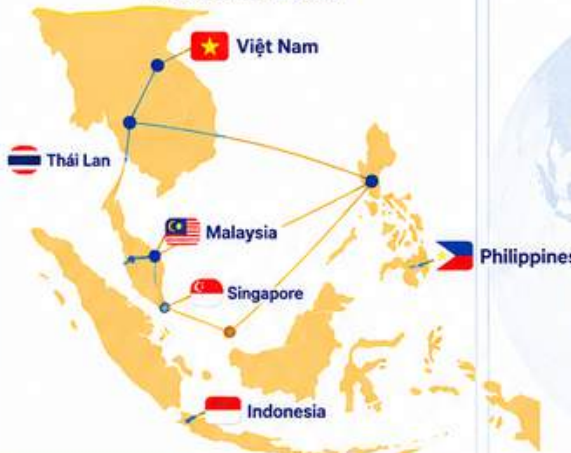 Việt Nam
Thái Lan
Malaysia
Philippines
Singapore
Indonesia